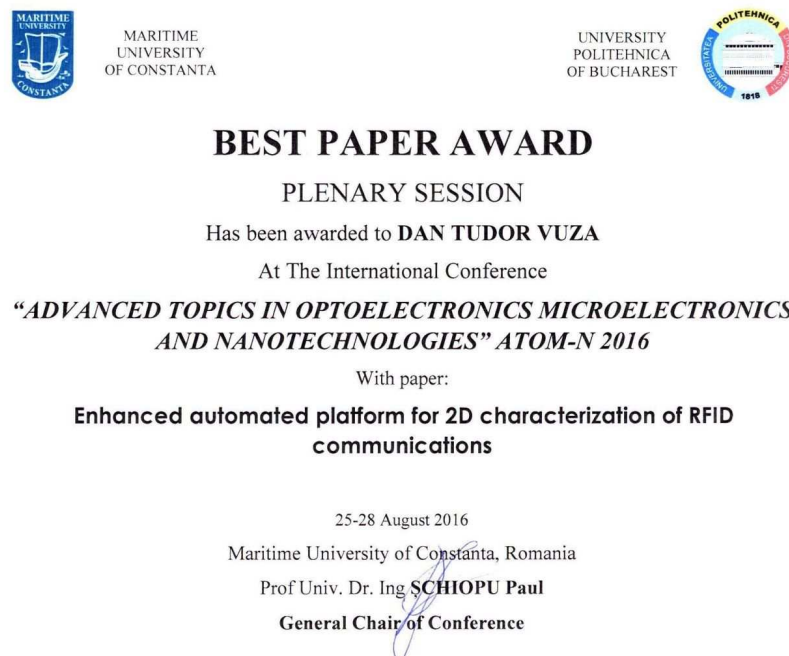 MARITIME
UNIVERSITY
CONSTANTA
MARITIME
UNIVERSITY
OF CONSTANTA
UNIVERSITY
POLITEHNICA
OF BUCHAREST
POLITEHNICA
UNIVERSITATEA
1818
BEST PAPER AWARD
PLENARY SESSION
Has been awarded to DAN TUDOR VUZA
At The International Conference
“ADVANCED TOPICS IN OPTOELECTRONICS MICROELECTRONICS
AND NANOTECHNOLOGIES” ATOM-N 2016
With paper:
Enhanced automated platform for 2D characterization of RFID
communications
25-28 August 2016
Maritime University of Constanta, Romania
Prof Univ. Dr. Ing SCHIOPU Paul
General Chair of Conference